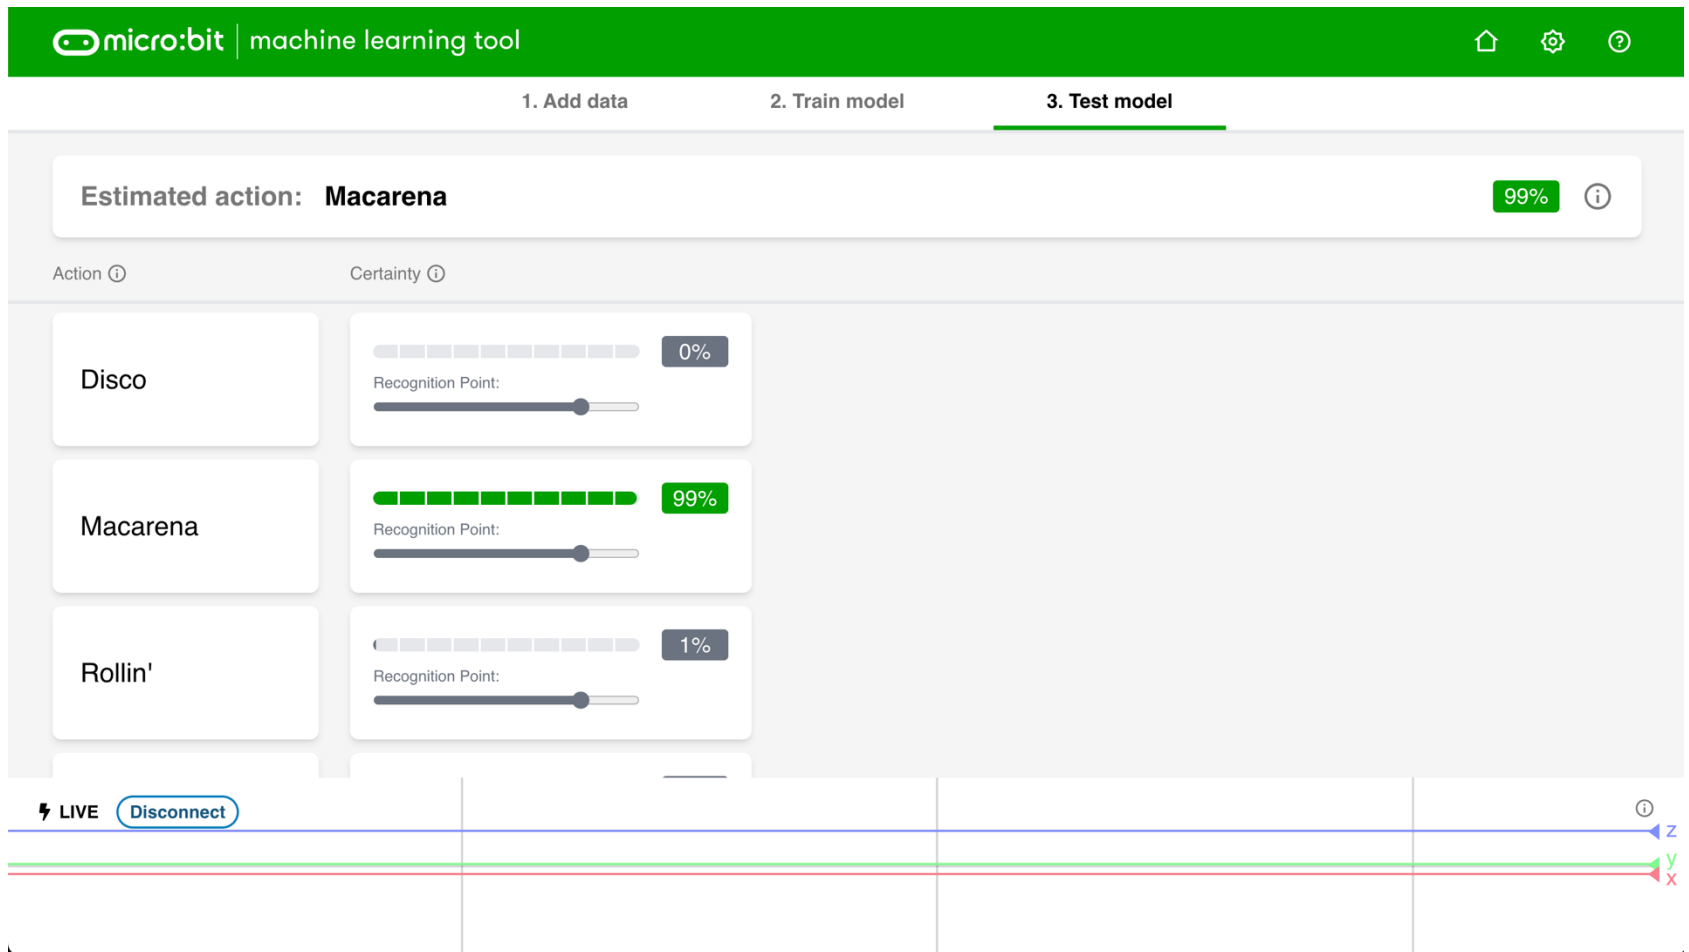 micro:bit | machine learning tool
1. Add data 2. Train model 3. Test model
Estimated action: Macarena 99%
Action Certainty
Disco 0%
Recognition Point:
Macarena 99%
Recognition Point:
Rollin' 1%
Recognition Point:
LIVE Disconnect
z
y
x